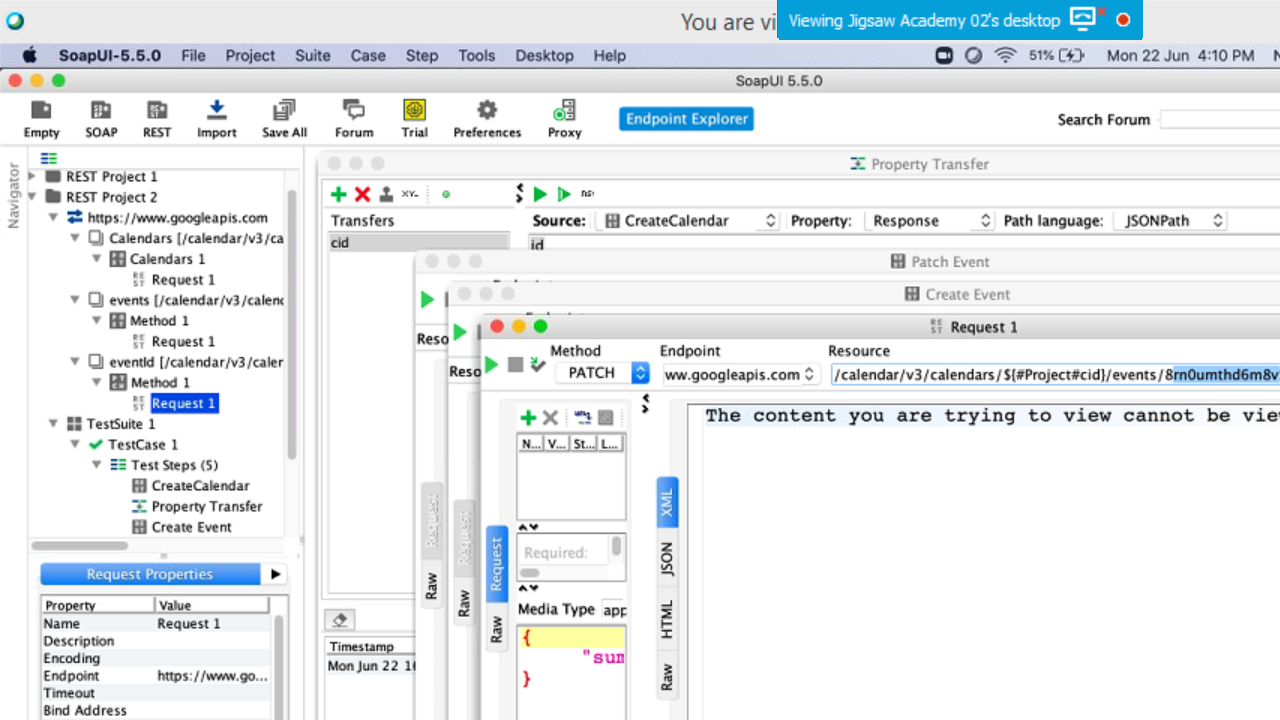 You are vi
Viewing Jigsaw Academy 02's desktop
SoapUI-5.5.0 File Project Suite Case Step Tools Desktop Help 51% Mon 22 Jun 4:10 PM
SoapUI 5.5.0
Empty SOAP REST Import Save All Forum Trial Preferences Proxy Endpoint Explorer Search Forum
Navigator
REST Project 1
REST Project 2
https://www.googleapis.com
Calendars [/calendar/v3/ca
Calendars 1
Request 1
events [/calendar/v3/calend
Method 1
Request 1
eventId [/calendar/v3/caler
Method 1
Request 1
TestSuite 1
TestCase 1
Test Steps (5)
CreateCalendar
Property Transfer
Create Event
Request Properties
Property Value
Name Request 1
Description
Encoding
Endpoint https://www.go...
Timeout
Bind Address
Property Transfer
Transfers
cid
Source: CreateCalendar Property: Response Path language: JSONPath
id
Timestamp
Mon Jun 22 16
Patch Event
Reso
Request
Raw
Create Event
Reso
Request
Raw
Request 1
Method Endpoint Resource
PATCH ww.googleapis.com /calendar/v3/calendars/${#Project#cid}/events/8rn0umthd6m8v
Request
Raw
N... V... St... L...
Required:
Media Type app
{
"sum
}
XML
JSON
HTML
Raw
The content you are trying to view cannot be view